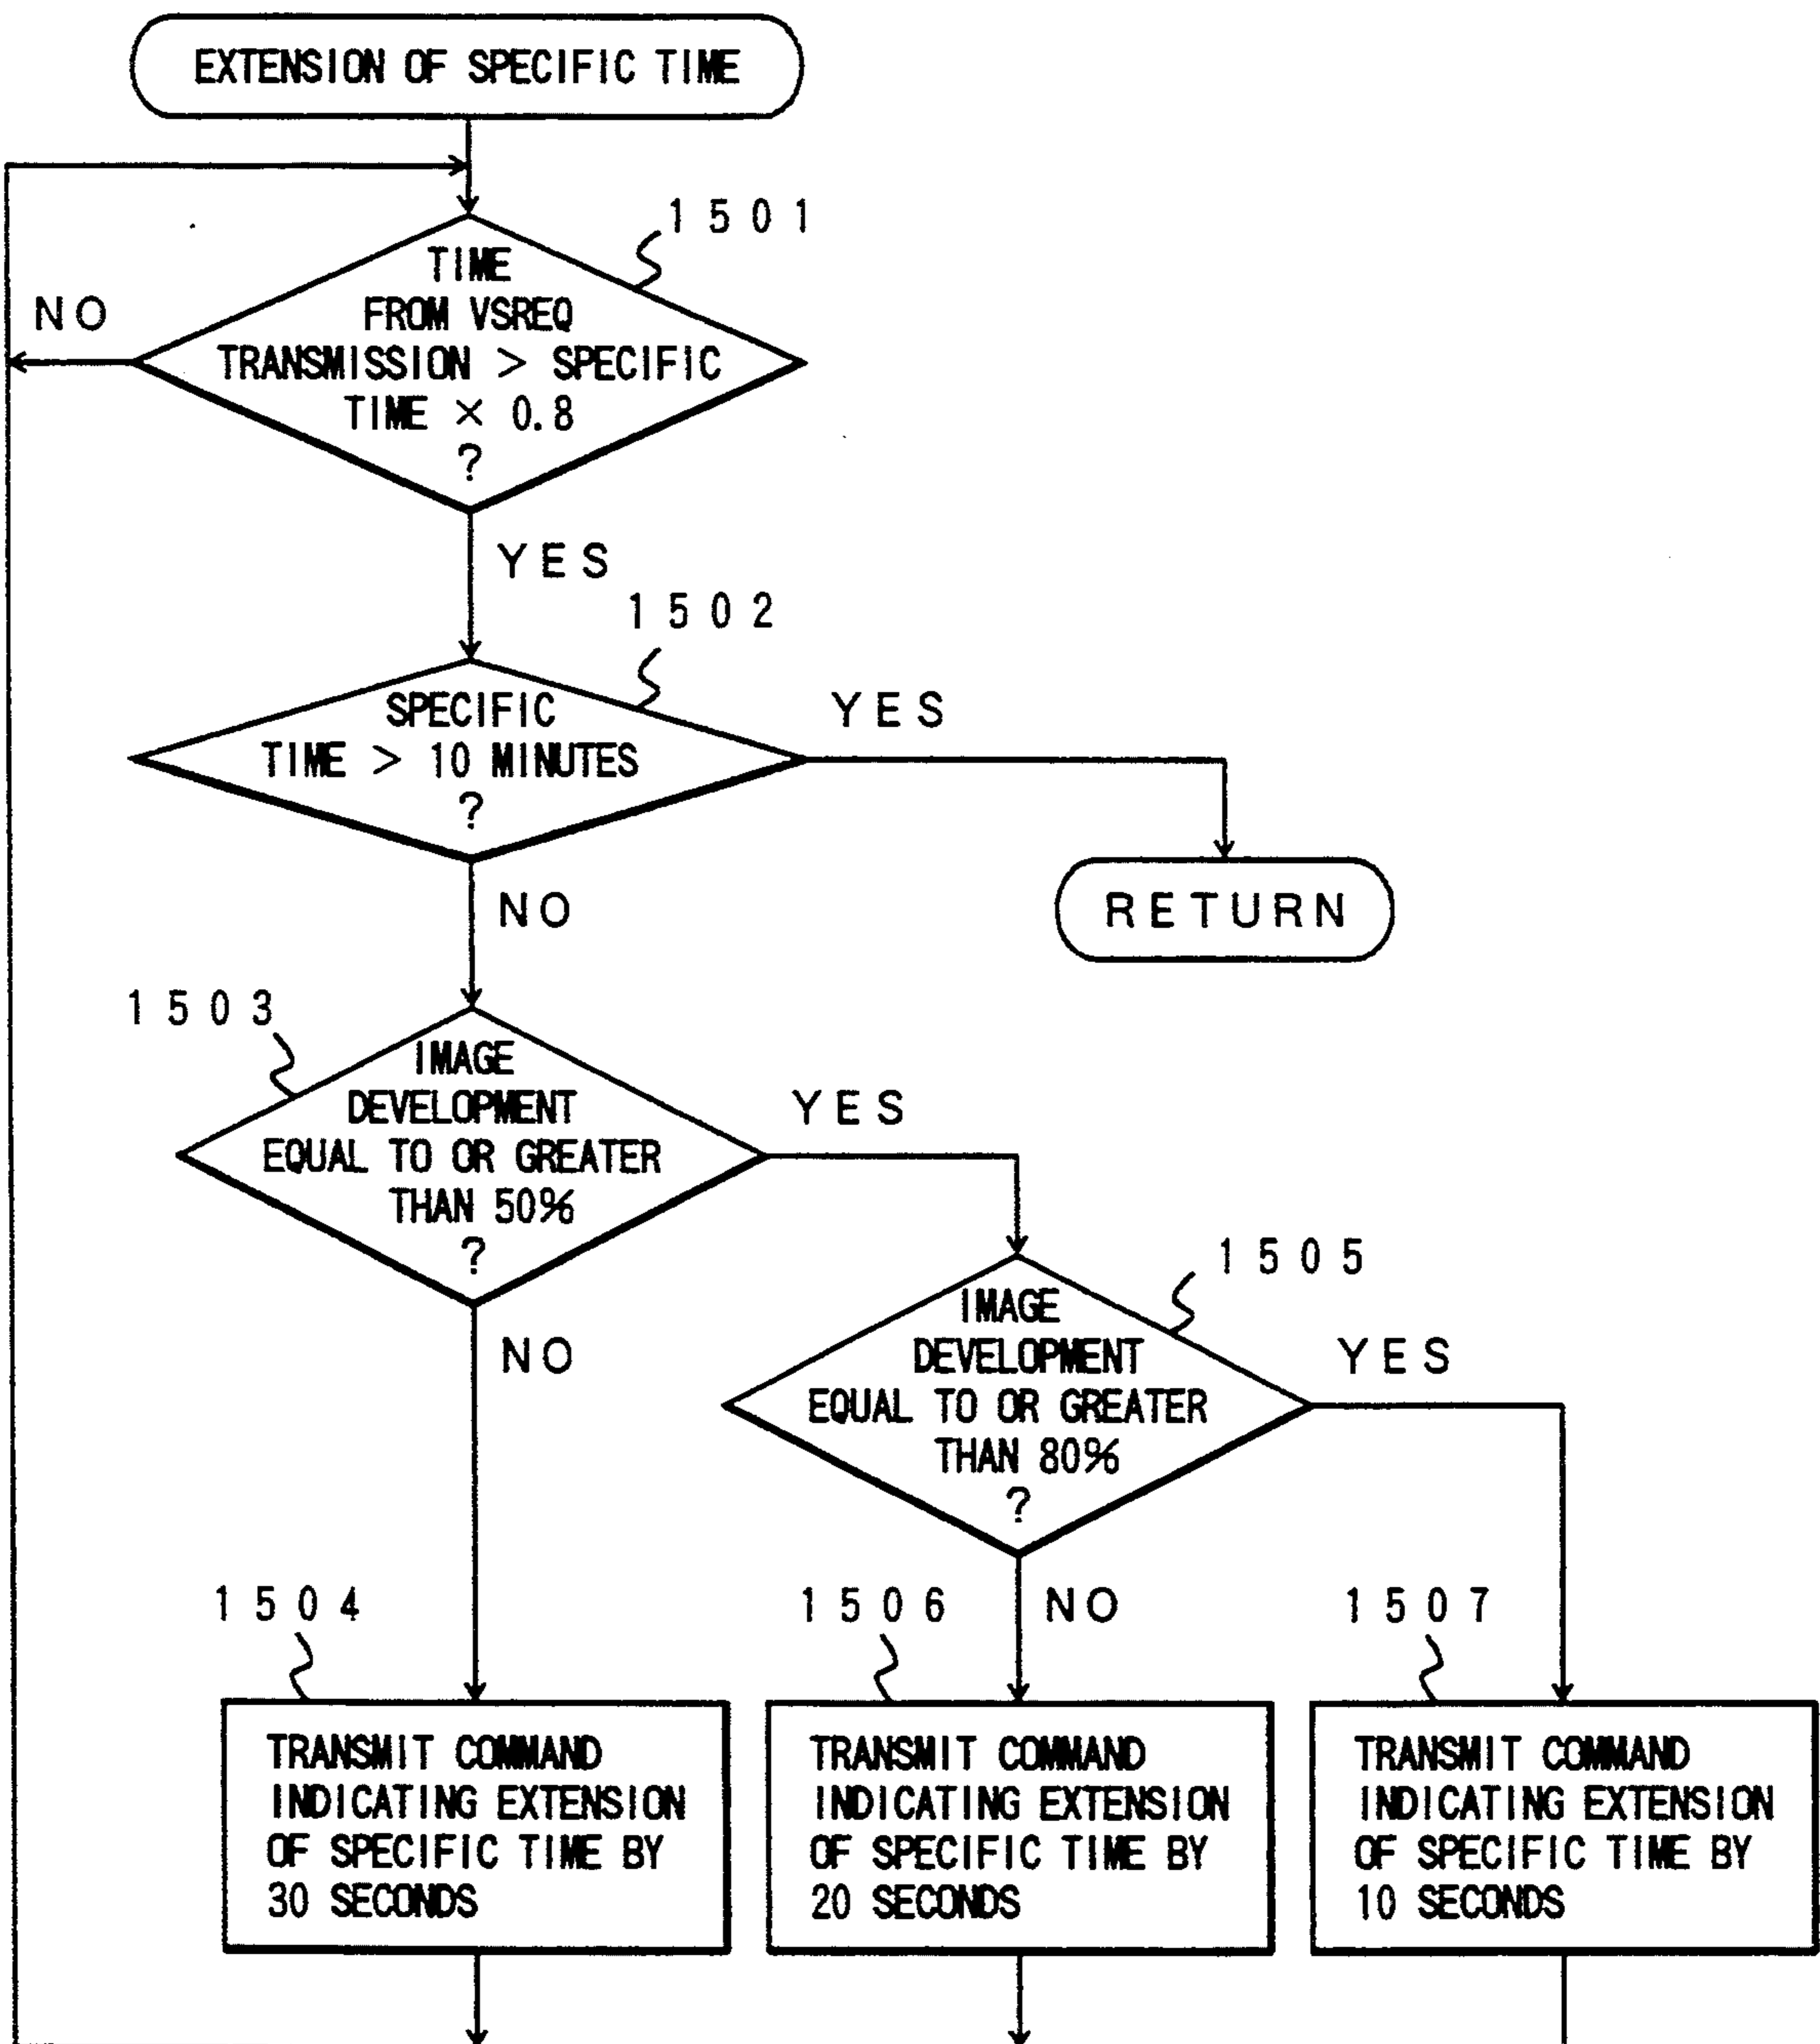 EXTENSION OF SPECIFIC TIME
1501
TIME
FROM VSREQ
TRANSMISSION > SPECIFIC
TIME × 0.8
?
NO
YES
1502
SPECIFIC
TIME > 10 MINUTES
?
YES
RETURN
NO
1503
IMAGE
DEVELOPMENT
EQUAL TO OR GREATER
THAN 50%
?
YES
NO
1505
IMAGE
DEVELOPMENT
EQUAL TO OR GREATER
THAN 80%
?
YES
NO
1504
TRANSMIT COMMAND
INDICATING EXTENSION
OF SPECIFIC TIME BY
30 SECONDS
1506
TRANSMIT COMMAND
INDICATING EXTENSION
OF SPECIFIC TIME BY
20 SECONDS
1507
TRANSMIT COMMAND
INDICATING EXTENSION
OF SPECIFIC TIME BY
10 SECONDS